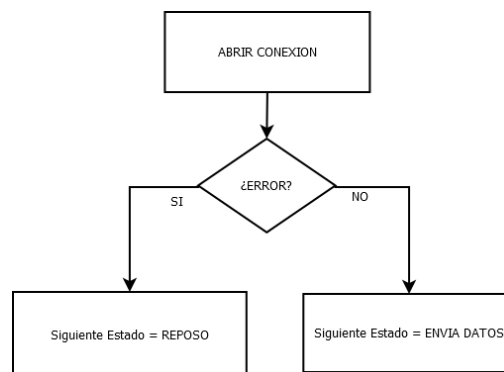 ABRIR CONEXION
¿ERROR?
SI
NO
Siguiente Estado = REPOSO
Siguiente Estado = ENVIA DATOS